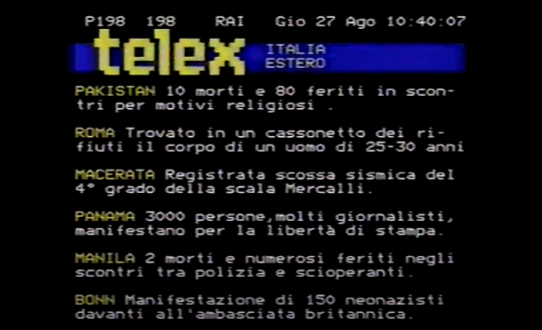 P198 198 RAI Gio 27 Ago 10:40:07
telex ITALIA
ESTERO
PAKISTAN 10 morti e 80 feriti in scon-
tri per motivi religiosi .
ROMA Trovato in un cassonetto dei ri-
fiuti il corpo di un uomo di 25-30 anni
MACERATA Registrata scossa sismica del
4° grado della scala Mercalli.
PANAMA 3000 persone,molti giornalisti,
manifestano per la libertà di stampa.
MANILA 2 morti e numerosi feriti negli
scontri tra polizia e scioperanti.
BONN Manifestazione di 150 neonazisti
davanti all'ambasciata britannica.